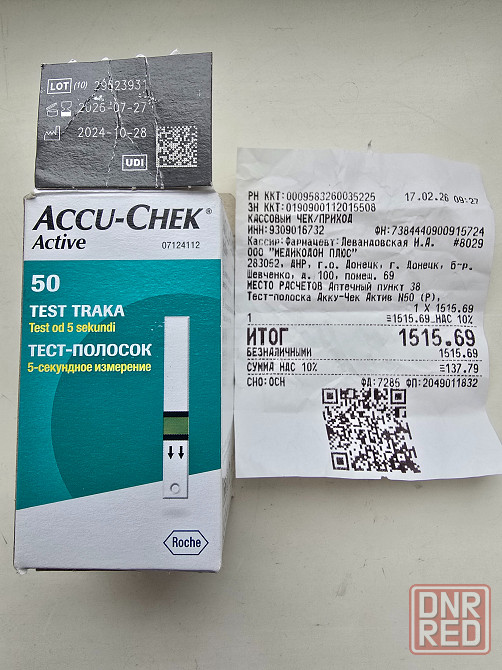 LOT (10) 29523931
2026-07-27
2024-10-28
UDI
ACCU-CHEK®
Active
07124112
50
TEST TRAKA
Test od 5 sekundi
ТЕСТ-ПОЛОСОК
5-секундное измерение
Roche
РН ККТ:0009583260035225 17.02.26 09:27
ЗН ККТ:0190900112015508
КАССОВЫЙ ЧЕК/ПРИХОД
ИНН:9309016732 ФН:7384440900915724
Кассир:Фармацевт:Левандовская И.А. #8029
ООО "МЕДИКОДОН ПЛЮС"
283052, ДНР, г.о. Донецк, г. Донецк, б-р.
Шевченко, д. 100, помещ. 69
МЕСТО РАСЧЕТОВ Аптечный пункт 38
Тест-полоска Акку-Чек Актив N50 (Р),
1 X 1515.69
1 ≡1515.69 НДС 10%
ИТОГ 1515.69
БЕЗНАЛИЧНЫМИ 1515.69
СУММА НДС 10% ≡137.79
СНО:ОСН ФД:7285 ФП:2049011832
DNR
RED